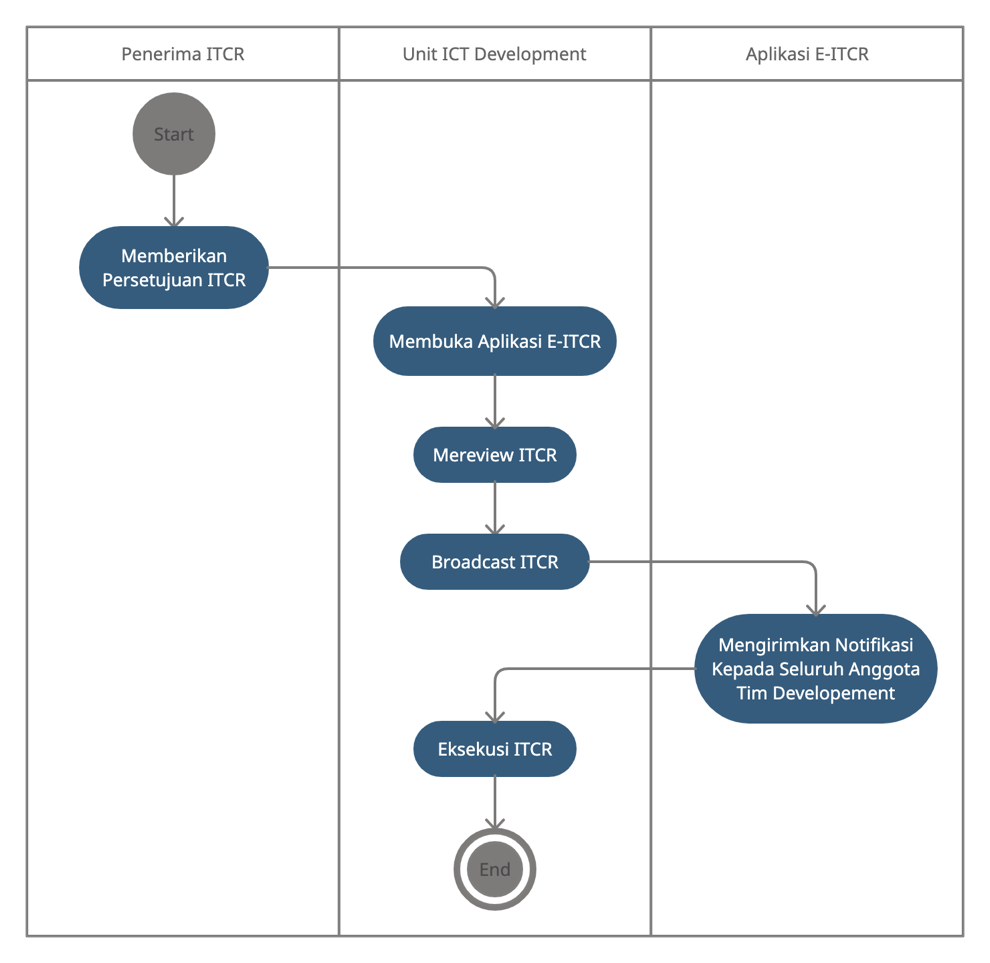 Penerima ITCR
Unit ICT Development
Aplikasi E-ITCR
Start
Memberikan
Persetujuan ITCR
Membuka Aplikasi E-ITCR
Mereview ITCR
Broadcast ITCR
Mengirimkan Notifikasi
Kepada Seluruh Anggota
Tim Developement
Eksekusi ITCR
End